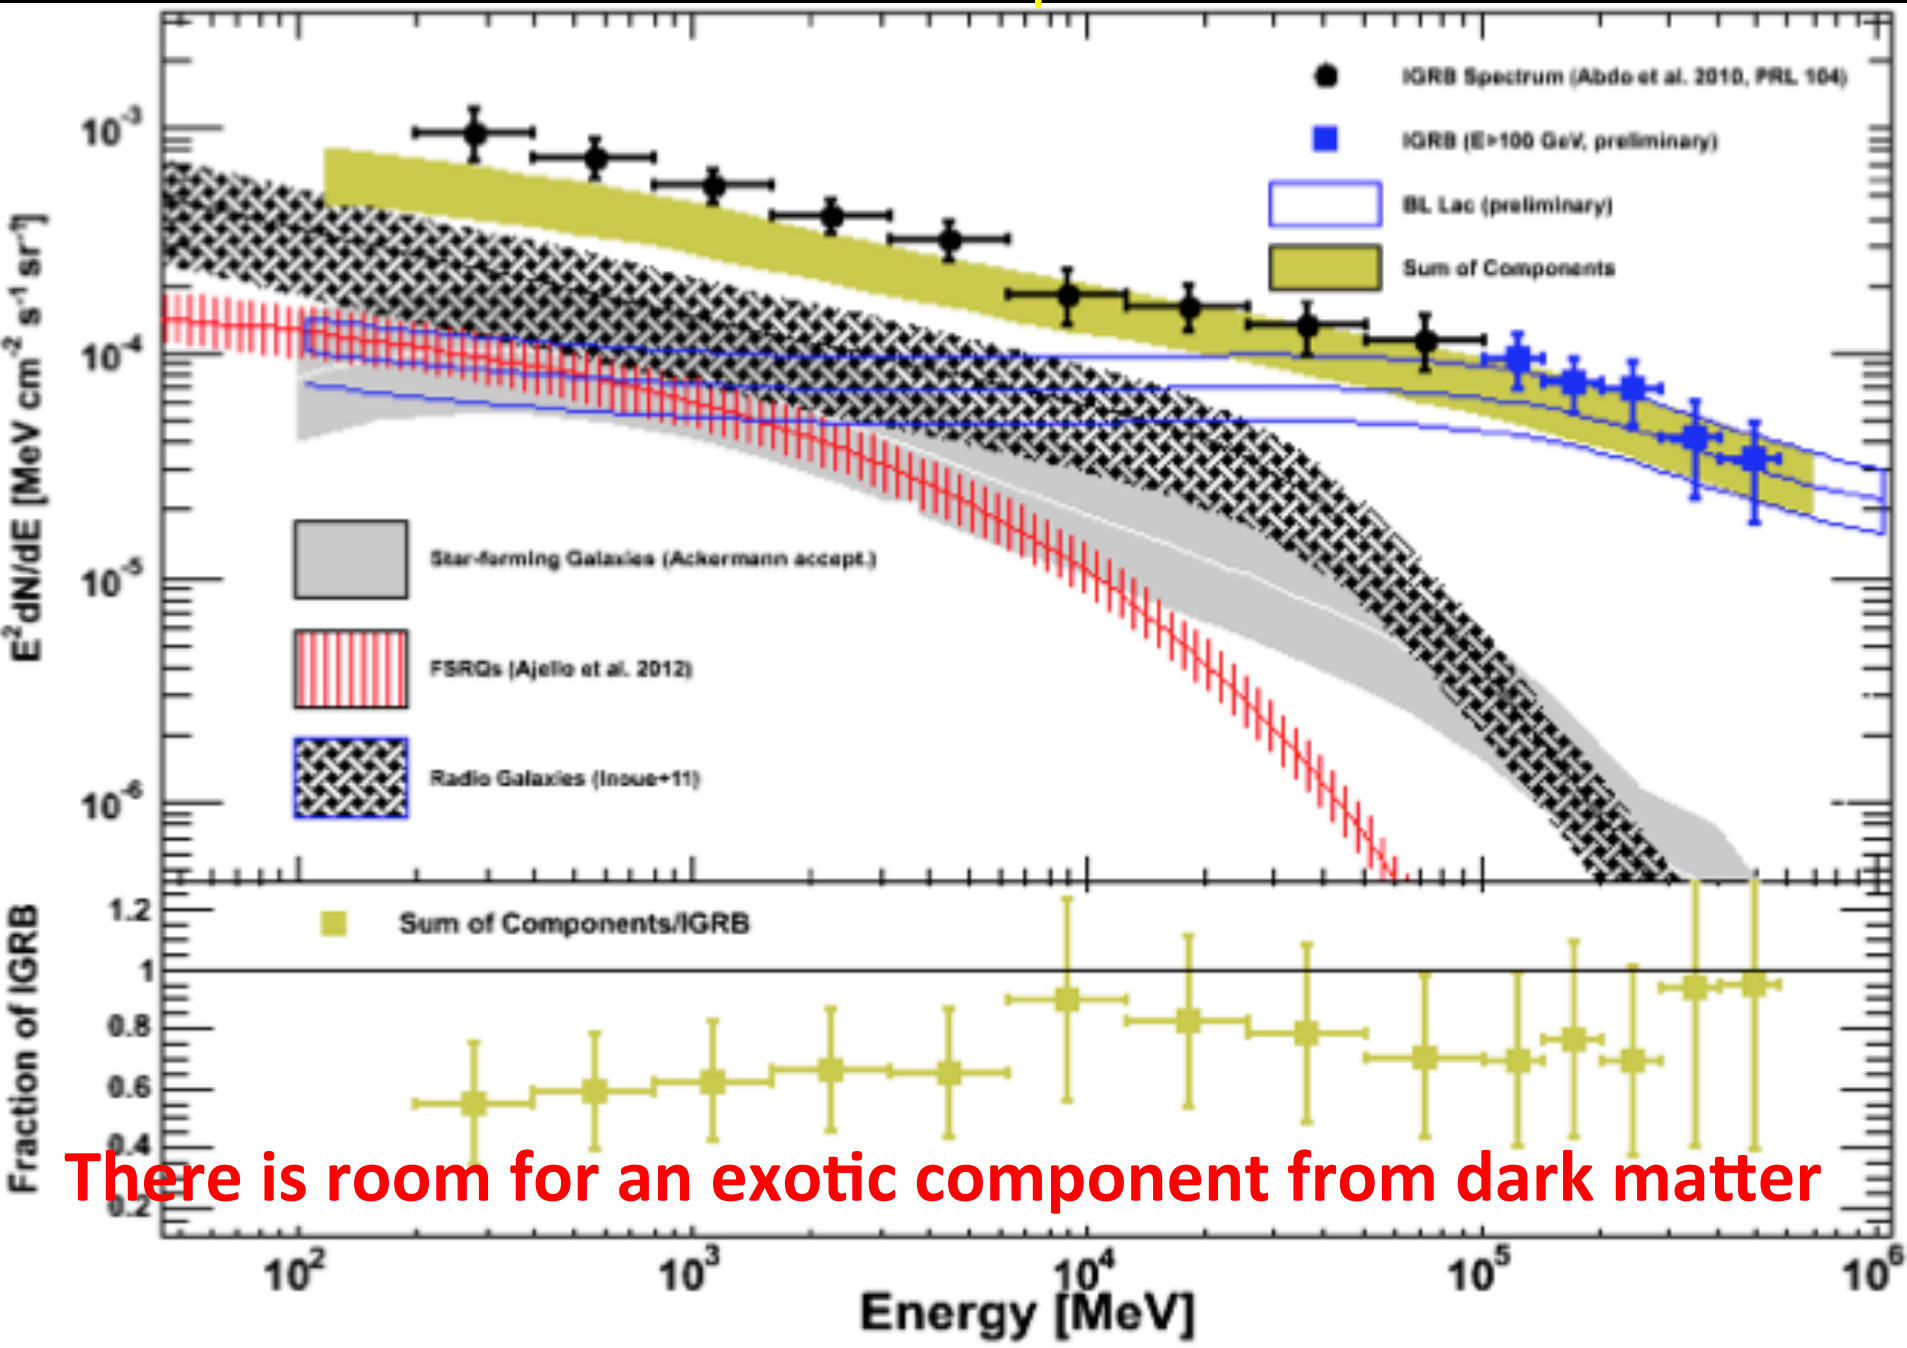 IGRB Spectrum (Abdo et al. 2010, PRL 104)
IGRB (E>100 GeV, preliminary)
BL Lac (preliminary)
Sum of Components
10⁻³
10⁻⁴
10⁻⁵
10⁻⁶
E²dN/dE [MeV cm⁻² s⁻¹ sr⁻¹]
Star-forming Galaxies (Ackermann accept.)
FSRQs (Ajello et al. 2012)
Radio Galaxies (Inoue+11)
Sum of Components/IGRB
1.2
1
0.8
0.6
0.4
0.2
Fraction of IGRB
There is room for an exotic component from dark matter
10² 10³ 10⁴ 10⁵ 10⁶
Energy [MeV]